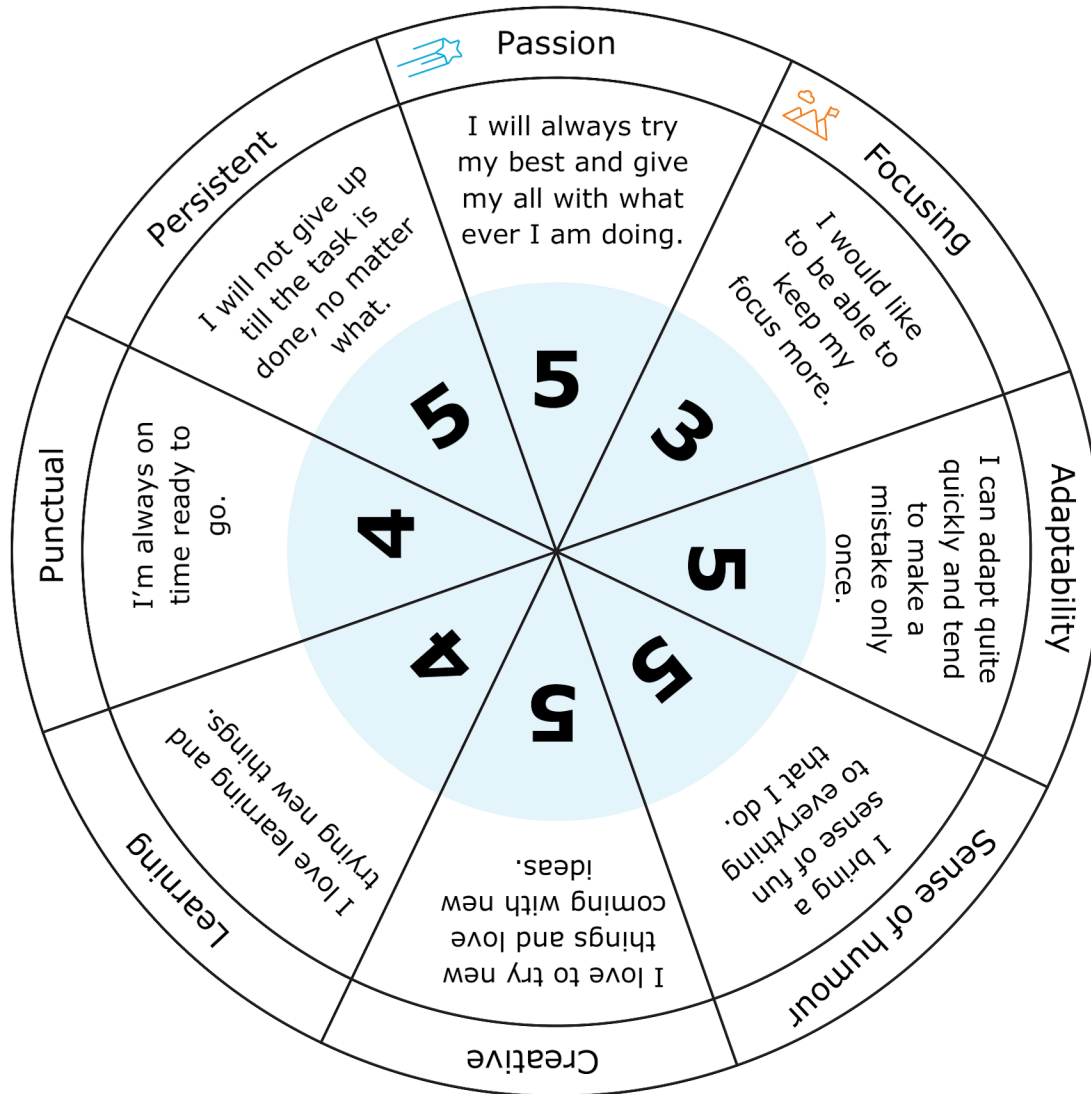 Passion
I will always try
my best and give
my all with what
ever I am doing.
5
Focusing
I would like
to be able to
keep my
focus more.
3
Adaptability
I can adapt quite
quickly and tend
to make a
mistake only
once.
5
Sense of humour
I bring a
sense of fun
to everything
that I do.
5
Creative
I love to try new
things and love
coming with new
ideas.
5
Learning
I love learning and
trying new things.
4
Punctual
I’m always on
time ready to
go.
4
Persistent
I will not give up
till the task is
done, no matter
what.
5